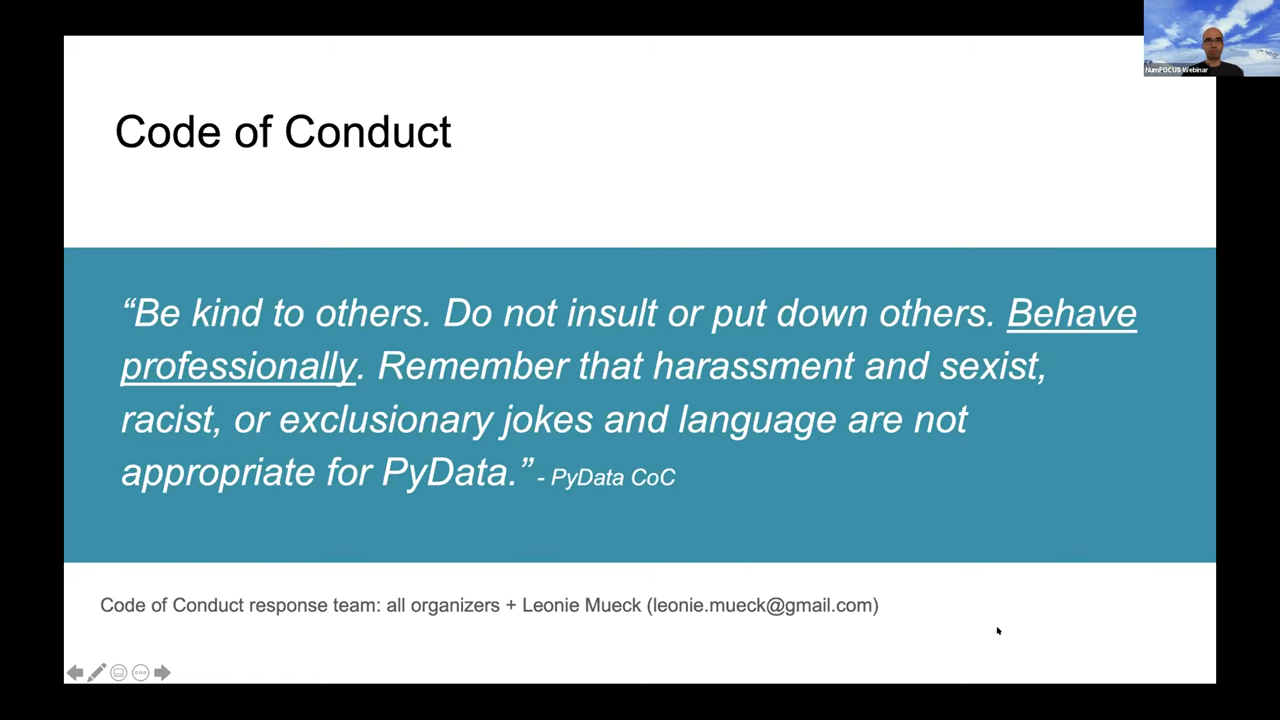 NumFOCUS Webinar
Code of Conduct
“Be kind to others. Do not insult or put down others. Behave
professionally. Remember that harassment and sexist,
racist, or exclusionary jokes and language are not
appropriate for PyData.” - PyData CoC
Code of Conduct response team: all organizers + Leonie Mueck (leonie.mueck@gmail.com)